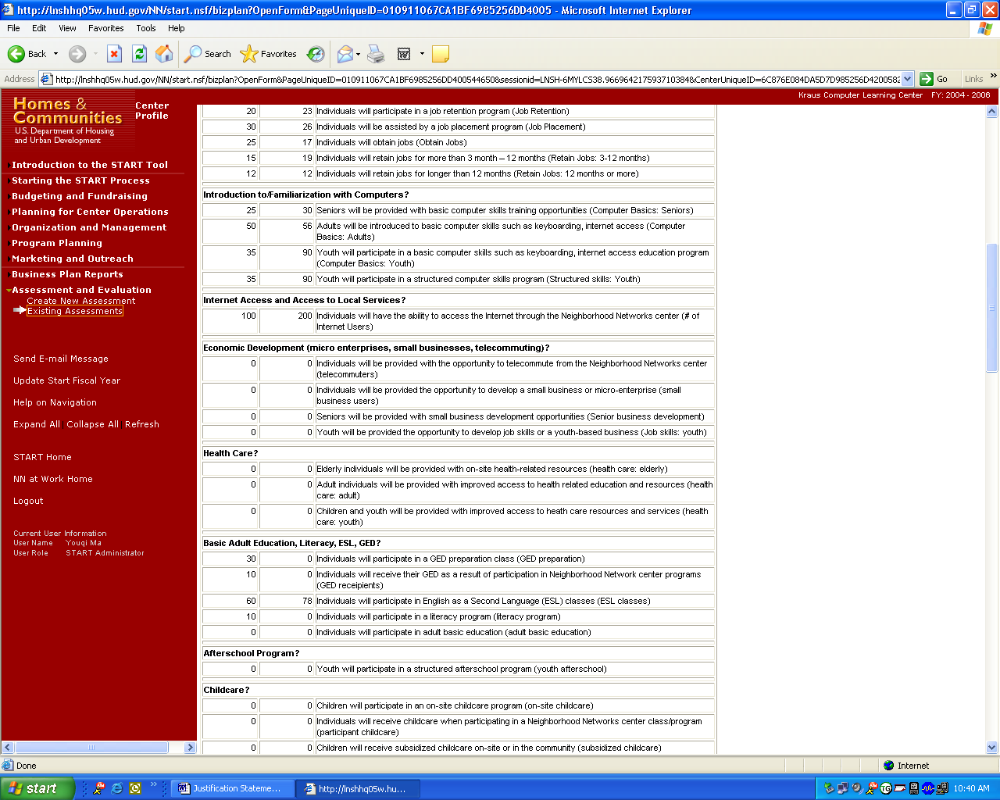 http://lnshhq05w.hud.gov/NN/start.nsf/bizplan?OpenForm&PageUniqueID=010911067CA1BF6985256DD4005 - Microsoft Internet Explorer
File Edit View Favorites Tools Help
Back Search Favorites
Address http://lnshhq05w.hud.gov/NN/start.nsf/bizplan?OpenForm&PageUniqueID=010911067CA1BF6985256DD400544650&sessionid=LNSH-6MYLCS38.966964217593710384&CenterUniqueID=6C876E084DA5D7D985256D4200582 Go Links »
Kraus Computer Learning Center FY: 2004 - 2006
Homes &
Communities
U.S. Department of Housing
and Urban Development
Center
Profile
Introduction to the START Tool
Starting the START Process
Budgeting and Fundraising
Planning for Center Operations
Organization and Management
Program Planning
Marketing and Outreach
Business Plan Reports
Assessment and Evaluation
Create New Assessment
Existing Assessments
Send E-mail Message
Update Start Fiscal Year
Help on Navigation
Expand All Collapse All Refresh
START Home
NN at Work Home
Logout
Current User Information
User Name Youqi Ma
User Role START Administrator
20 23 Individuals will participate in a job retention program (Job Retention)
30 26 Individuals will be assisted by a job placement program (Job Placement)
25 17 Individuals will obtain jobs (Obtain Jobs)
15 19 Individuals will retain jobs for more than 3 month – 12 months (Retain Jobs: 3-12 months)
12 12 Individuals will retain jobs for longer than 12 months (Retain Jobs: 12 months or more)
Introduction to/Familiarization with Computers?
25 30 Seniors will be provided with basic computer skills training opportunities (Computer Basics: Seniors)
50 56 Adults will be introduced to basic computer skills such as keyboarding, internet access (Computer
Basics: Adults)
35 90 Youth will participate in a basic computer skills such as keyboarding, internet access education program
(Computer Basics: Youth)
35 90 Youth will participate in a structured computer skills program (Structured skills: Youth)
Internet Access and Access to Local Services?
100 200 Individuals will have the ability to access the Internet through the Neighborhood Networks center (# of
Internet Users)
Economic Development (micro enterprises, small businesses, telecommuting)?
0 0 Individuals will be provided with the opportunity to telecommute from the Neighborhood Networks center
(telecommuters)
0 0 Individuals will be provided the opportunity to develop a small business or micro-enterprise (small
business users)
0 0 Seniors will be provided with small business development opportunities (Senior business development)
0 0 Youth will be provided the opportunity to develop job skills or a youth-based business (Job skills: youth)
Health Care?
0 0 Elderly individuals will be provided with on-site health-related resources (health care: elderly)
0 0 Adult individuals will be provided with improved access to health related education and resources (health
care: adult)
0 0 Children and youth will be provided with improved access to heath care resources and services (health
care: youth)
Basic Adult Education, Literacy, ESL, GED?
30 0 Individuals will participate in a GED preparation class (GED preparation)
10 0 Individuals will receive their GED as a result of participation in Neighborhood Network center programs
(GED receipients)
60 78 Individuals will participate in English as a Second Language (ESL) classes (ESL classes)
10 0 Individuals will participate in a literacy program (literacy program)
0 0 Individuals will participate in adult basic education (adult basic education)
Afterschool Program?
0 0 Youth will participate in a structured afterschool program (youth afterschool)
Childcare?
0 0 Children will participate in an on-site childcare program (on-site childcare)
0 0 Individuals will receive childcare when participating in a Neighborhood Networks center class/program
(participant childcare)
0 0 Children will receive subsidized childcare on-site or in the community (subsidized childcare)
Done Internet
start » Justification Stateme... http://lnshhq05w.hu... TG 10:40 AM